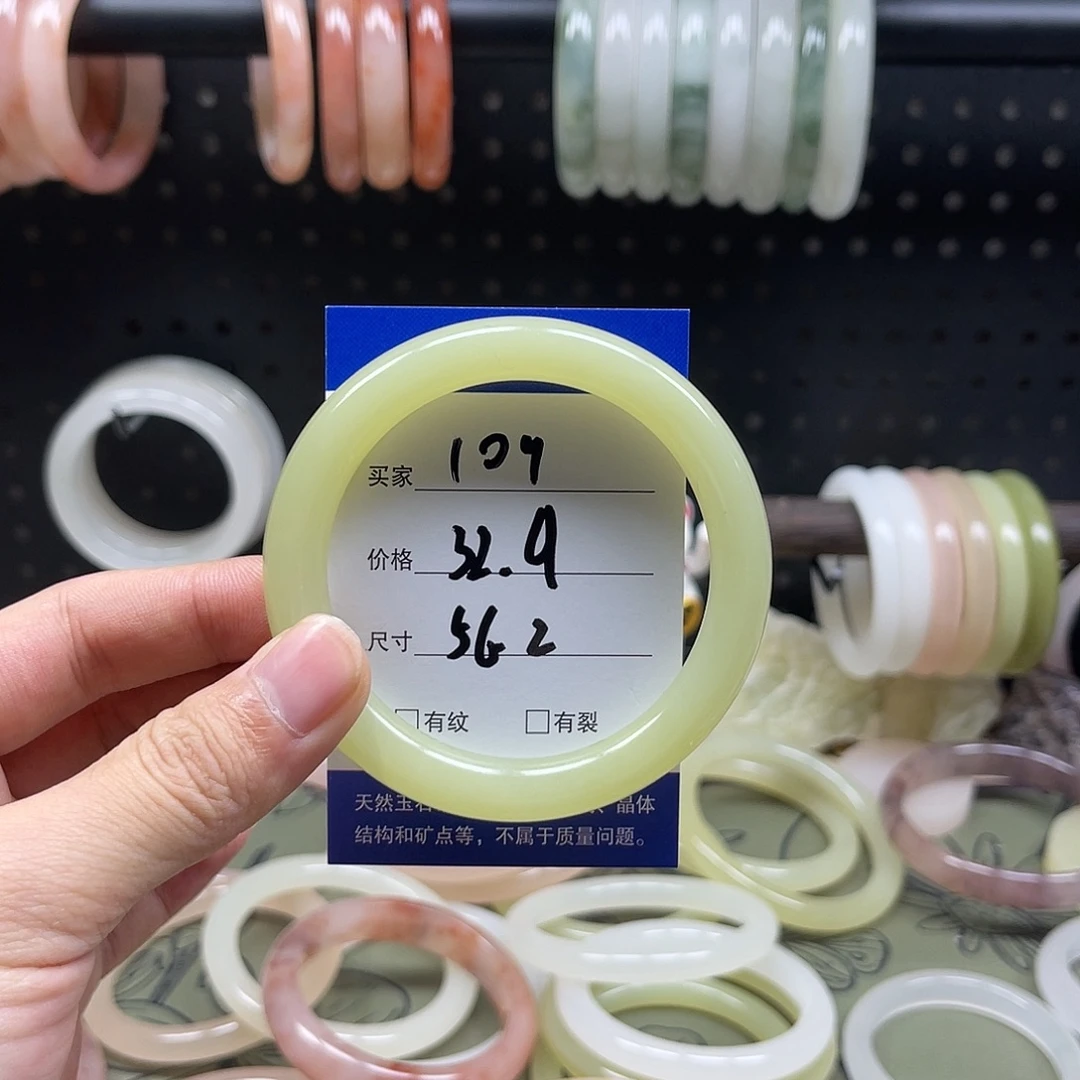 买家 109
价格 32.9
尺寸 56.2
□有纹 □有裂
天然玉石 晶体
结构和矿点等，不属于质量问题。